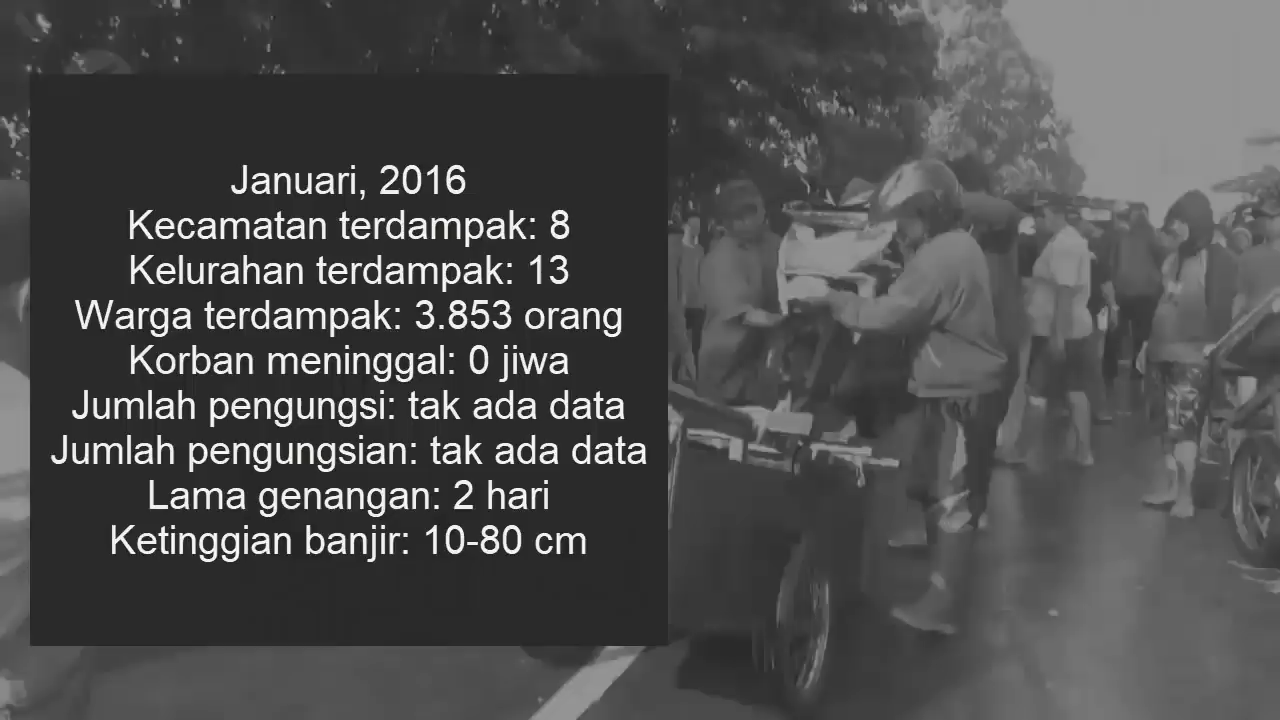 Januari, 2016
Kecamatan terdampak: 8
Kelurahan terdampak: 13
Warga terdampak: 3.853 orang
Korban meninggal: 0 jiwa
Jumlah pengungsi: tak ada data
Jumlah pengungsian: tak ada data
Lama genangan: 2 hari
Ketinggian banjir: 10-80 cm